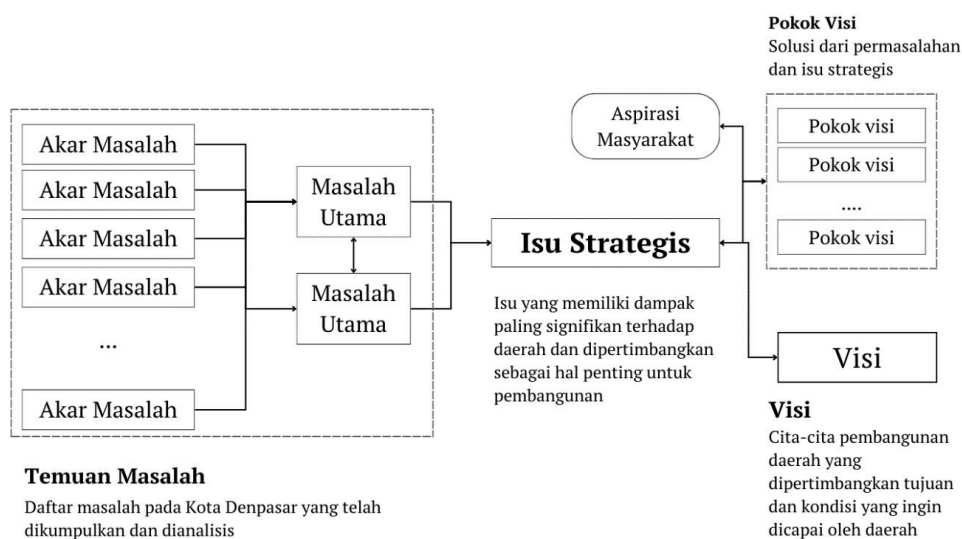 Pokok Visi
Solusi dari permasalahan
dan isu strategis
Akar Masalah
Akar Masalah
Akar Masalah
Akar Masalah
...
Akar Masalah
Masalah
Utama
Masalah
Utama
Temuan Masalah
Daftar masalah pada Kota Denpasar yang telah
dikumpulkan dan dianalisis
Isu Strategis
Isu yang memiliki dampak
paling signifikan terhadap
daerah dan dipertimbangkan
sebagai hal penting untuk
pembangunan
Aspirasi
Masyarakat
Pokok visi
Pokok visi
....
Pokok visi
Visi
Visi
Cita-cita pembangunan
daerah yang
dipertimbangkan tujuan
dan kondisi yang ingin
dicapai oleh daerah